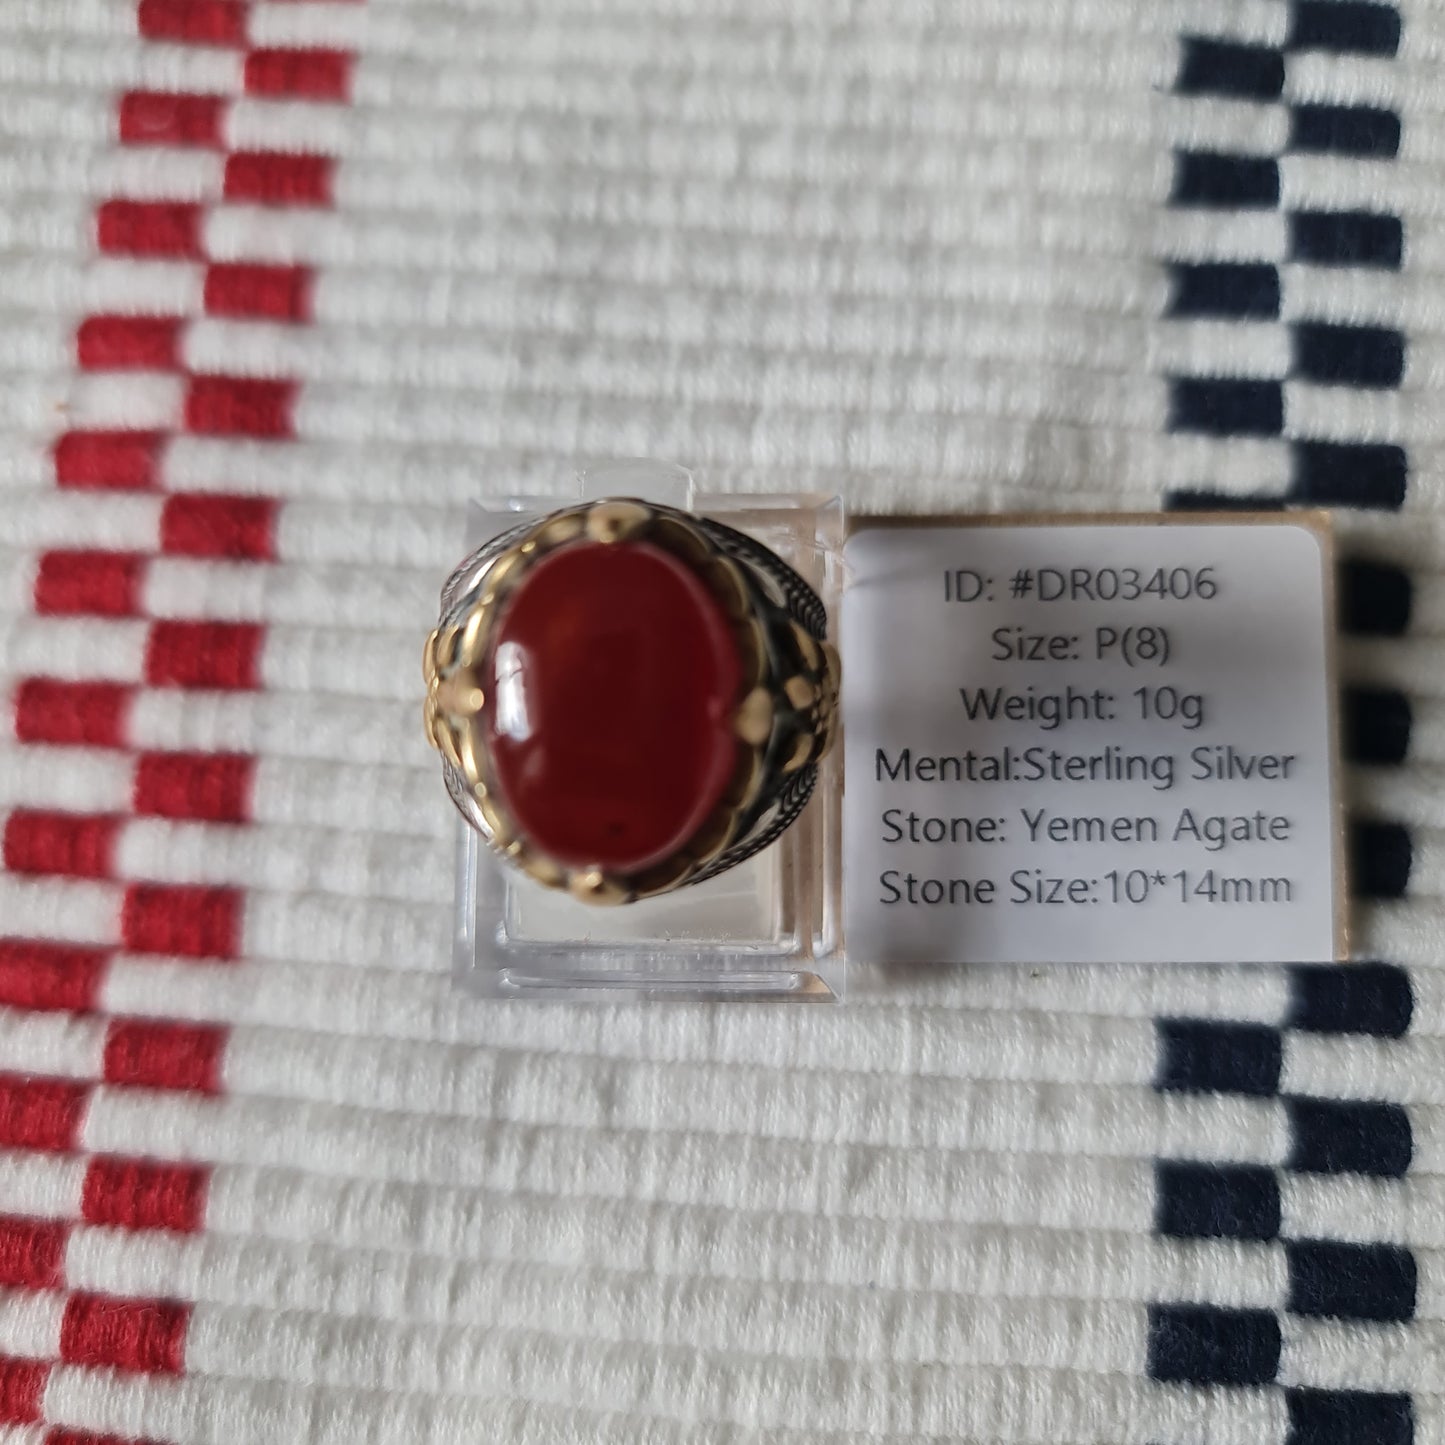 ID: #DR03406
Size: P(8)
Weight: 10g
Mental:Sterling Silver
Stone: Yemen Agate
Stone Size:10*14mm